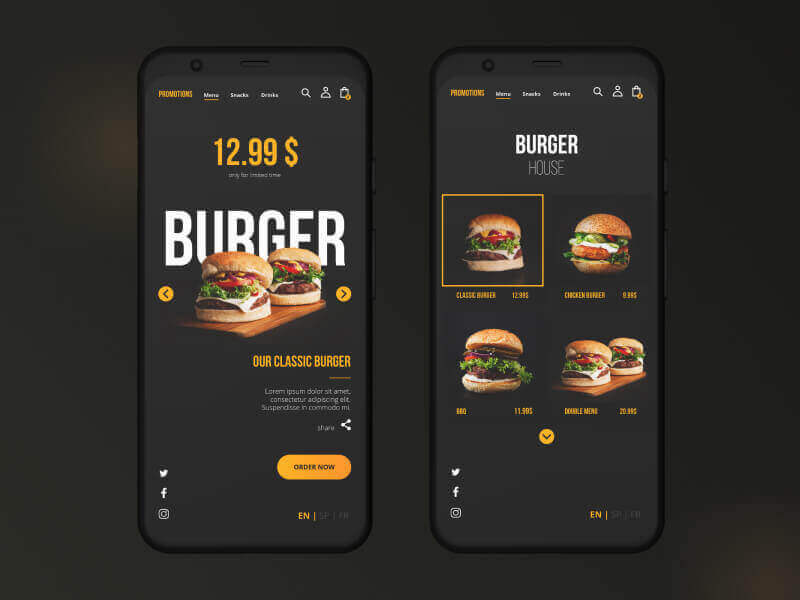 PROMOTIONS Menu Snacks Drinks
12.99 $
only for limited time
BURGER
OUR CLASSIC BURGER
Lorem ipsum dolor sit amet,
consectetur adipiscing elit.
Suspendisse in commodo mi.
share
ORDER NOW
EN | SP | FR
PROMOTIONS Menu Snacks Drinks
BURGER
HOUSE
CLASSIC BURGER 12.99$
CHICKEN BURGER 9.99$
BBQ 11.99$
DOUBLE MENU 20.99$
EN | SP | FR